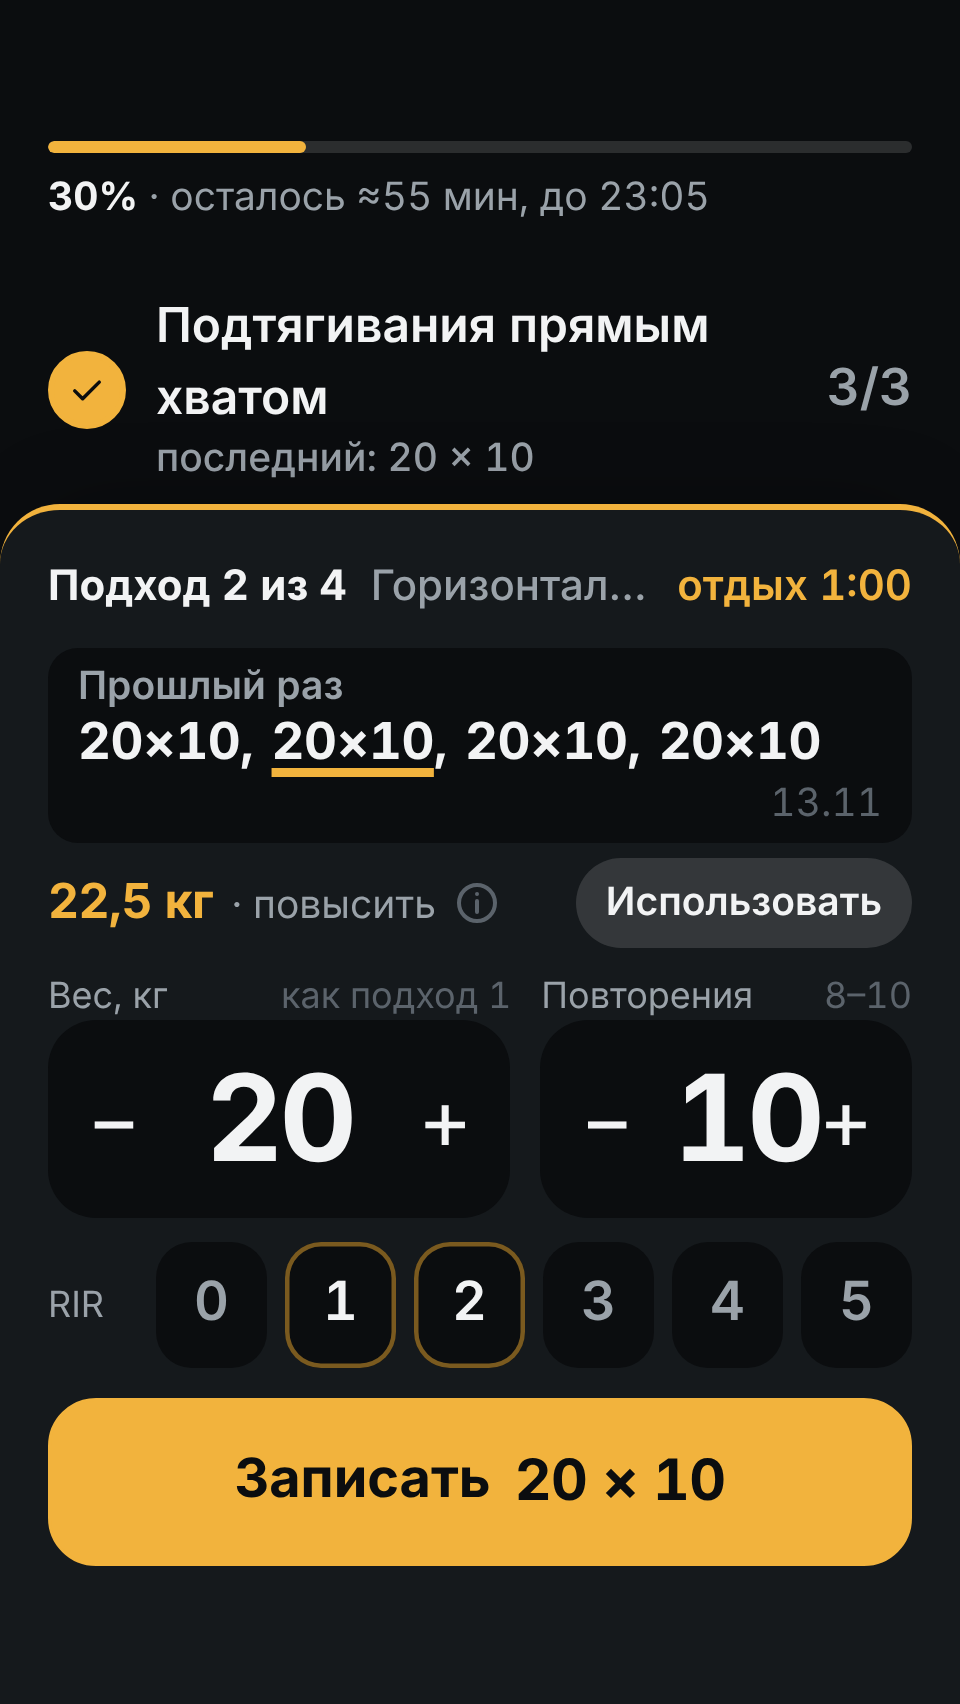 30% · осталось ≈55 мин, до 23:05
Подтягивания прямым
хватом
3/3
последний: 20 × 10
Подход 2 из 4 Горизонтал... отдых 1:00
Прошлый раз
20×10, 20×10, 20×10, 20×10
13.11
22,5 кг · повысить Использовать
Вес, кг как подход 1 Повторения 8–10
− 20 + − 10+
RIR 0 1 2 3 4 5
Записать 20 × 10